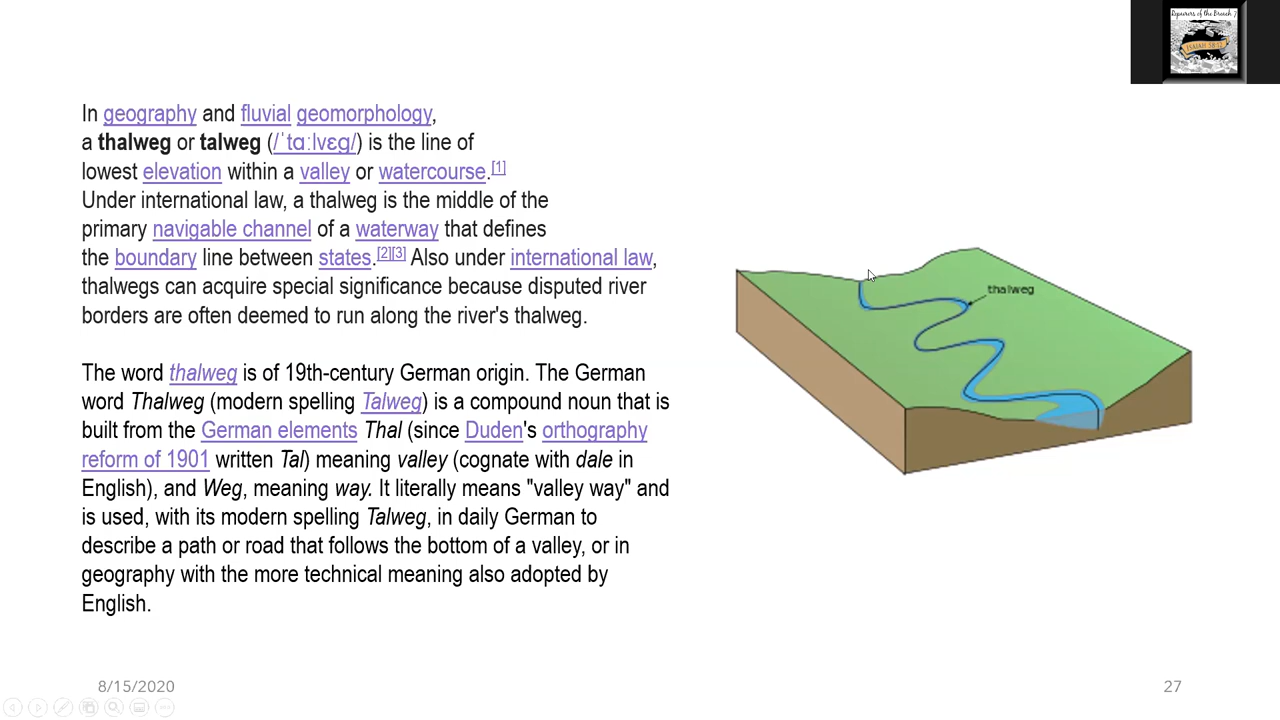 Repairers of the Breach 7
ISAIAH 58:12
In geography and fluvial geomorphology,
a thalweg or talweg (/ˈtɑːlvɛɡ/) is the line of
lowest elevation within a valley or watercourse.[1]
Under international law, a thalweg is the middle of the
primary navigable channel of a waterway that defines
the boundary line between states.[2][3] Also under international law,
thalwegs can acquire special significance because disputed river
borders are often deemed to run along the river's thalweg.
The word thalweg is of 19th-century German origin. The German
word Thalweg (modern spelling Talweg) is a compound noun that is
built from the German elements Thal (since Duden's orthography
reform of 1901 written Tal) meaning valley (cognate with dale in
English), and Weg, meaning way. It literally means "valley way" and
is used, with its modern spelling Talweg, in daily German to
describe a path or road that follows the bottom of a valley, or in
geography with the more technical meaning also adopted by
English.
thalweg
8/15/2020
27